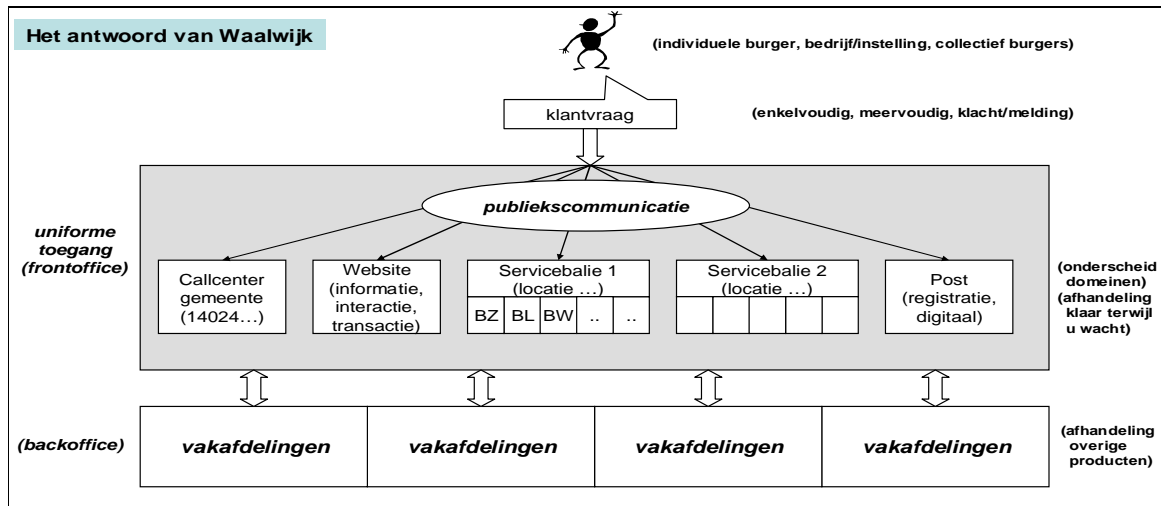 Het antwoord van Waalwijk
(individuele burger, bedrijf/instelling, collectief burgers)
klantvraag
(enkelvoudig, meervoudig, klacht/melding)
publiekscommunicatie
uniforme
toegang
(frontoffice)
Callcenter
gemeente
(14024...)
Website
(informatie,
interactie,
transactie)
Servicebalie 1
(locatie ...)
BZ BL BW .. ..
Servicebalie 2
(locatie ...)
Post
(registratie,
digitaal)
(onderscheid
domeinen)
(afhandeling
klaar terwijl
u wacht)
(backoffice)
vakafdelingen vakafdelingen vakafdelingen vakafdelingen
(afhandeling
overige
producten)